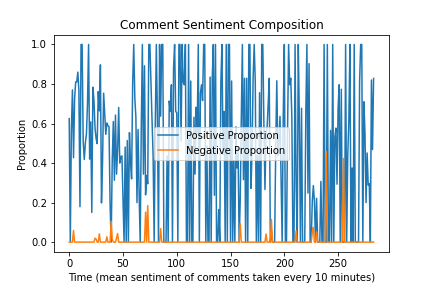 Comment Sentiment Composition
1.0
0.8
0.6
0.4
0.2
0.0
Proportion
Positive Proportion
Negative Proportion
0 50 100 150 200 250
Time (mean sentiment of comments taken every 10 minutes)